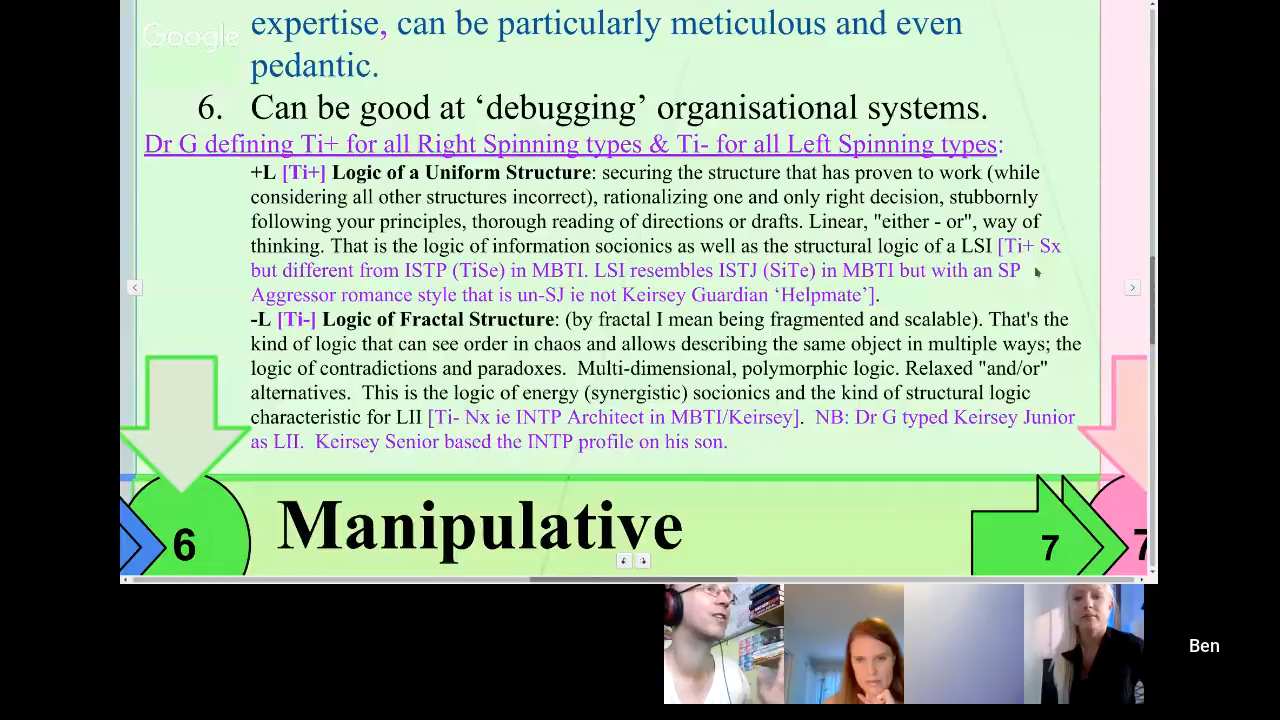 Google
expertise, can be particularly meticulous and even
pedantic.
6. Can be good at ‘debugging’ organisational systems.
Dr G defining Ti+ for all Right Spinning types & Ti- for all Left Spinning types:
+L [Ti+] Logic of a Uniform Structure: securing the structure that has proven to work (while
considering all other structures incorrect), rationalizing one and only right decision, stubbornly
following your principles, thorough reading of directions or drafts. Linear, "either - or", way of
thinking. That is the logic of information socionics as well as the structural logic of a LSI [Ti+ Sx
but different from ISTP (TiSe) in MBTI. LSI resembles ISTJ (SiTe) in MBTI but with an SP
Aggressor romance style that is un-SJ ie not Keirsey Guardian ‘Helpmate’].
-L [Ti-] Logic of Fractal Structure: (by fractal I mean being fragmented and scalable). That's the
kind of logic that can see order in chaos and allows describing the same object in multiple ways; the
logic of contradictions and paradoxes. Multi-dimensional, polymorphic logic. Relaxed "and/or"
alternatives. This is the logic of energy (synergistic) socionics and the kind of structural logic
characteristic for LII [Ti- Nx ie INTP Architect in MBTI/Keirsey]. NB: Dr G typed Keirsey Junior
as LII. Keirsey Senior based the INTP profile on his son.
6 Manipulative 7 7
Ben